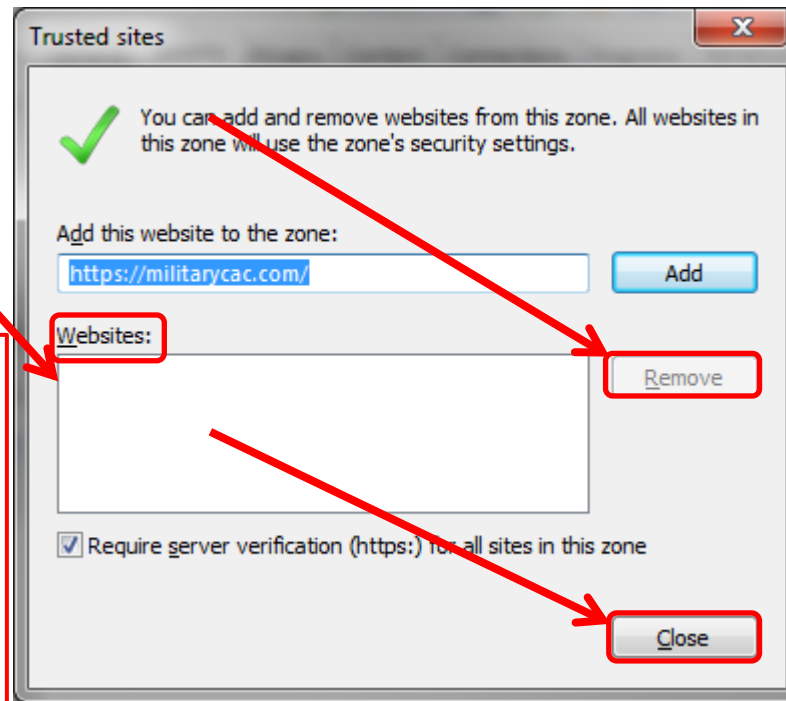 Trusted sites
You can add and remove websites from this zone. All websites in
this zone will use the zone's security settings.
Add this website to the zone:
https://militarycac.com/
Add
Websites:
Remove
Require server verification (https:) for all sites in this zone
Close